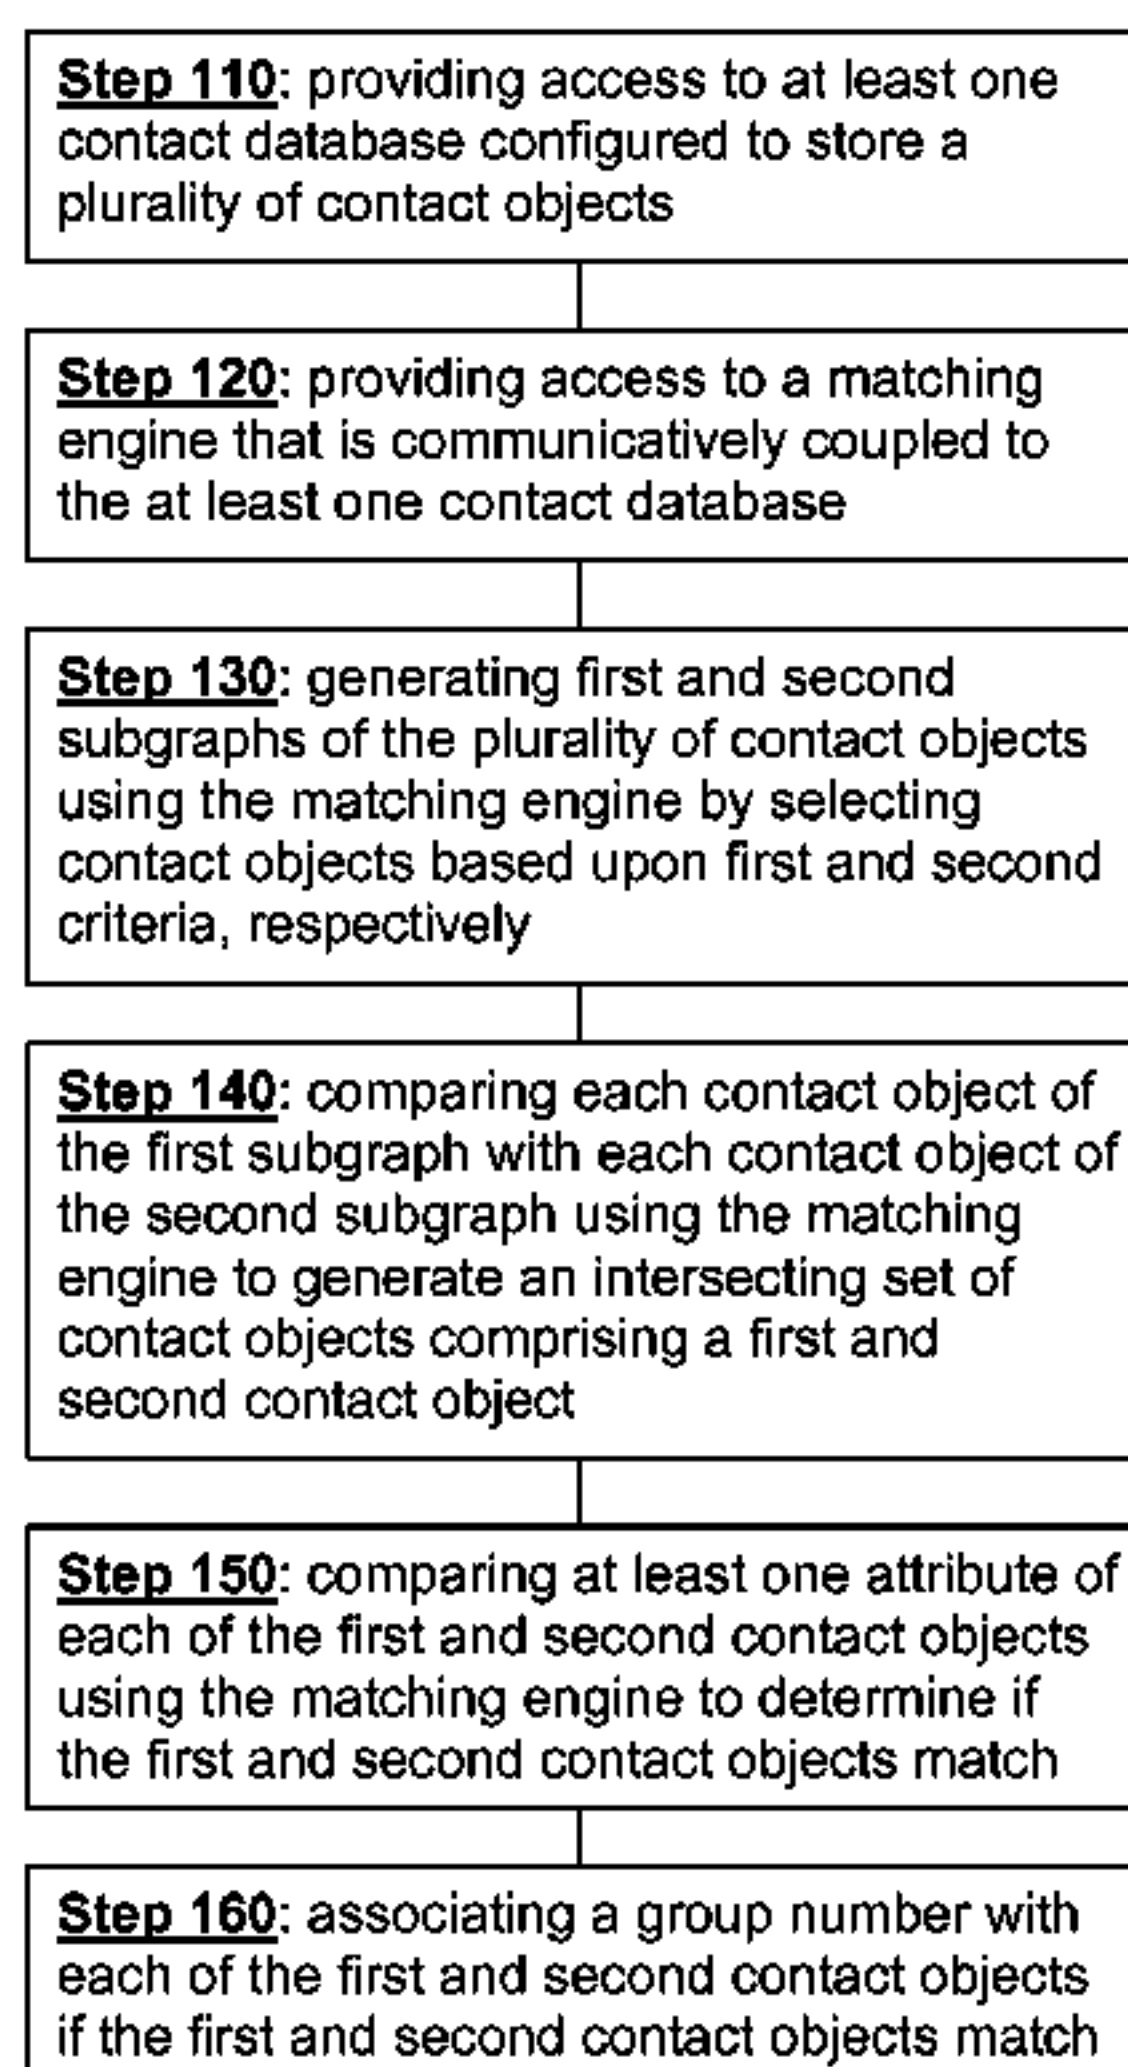 Step 110: providing access to at least one
contact database configured to store a
plurality of contact objects
Step 120: providing access to a matching
engine that is communicatively coupled to
the at least one contact database
Step 130: generating first and second
subgraphs of the plurality of contact objects
using the matching engine by selecting
contact objects based upon first and second
criteria, respectively
Step 140: comparing each contact object of
the first subgraph with each contact object of
the second subgraph using the matching
engine to generate an intersecting set of
contact objects comprising a first and
second contact object
Step 150: comparing at least one attribute of
each of the first and second contact objects
using the matching engine to determine if
the first and second contact objects match
Step 160: associating a group number with
each of the first and second contact objects
if the first and second contact objects match